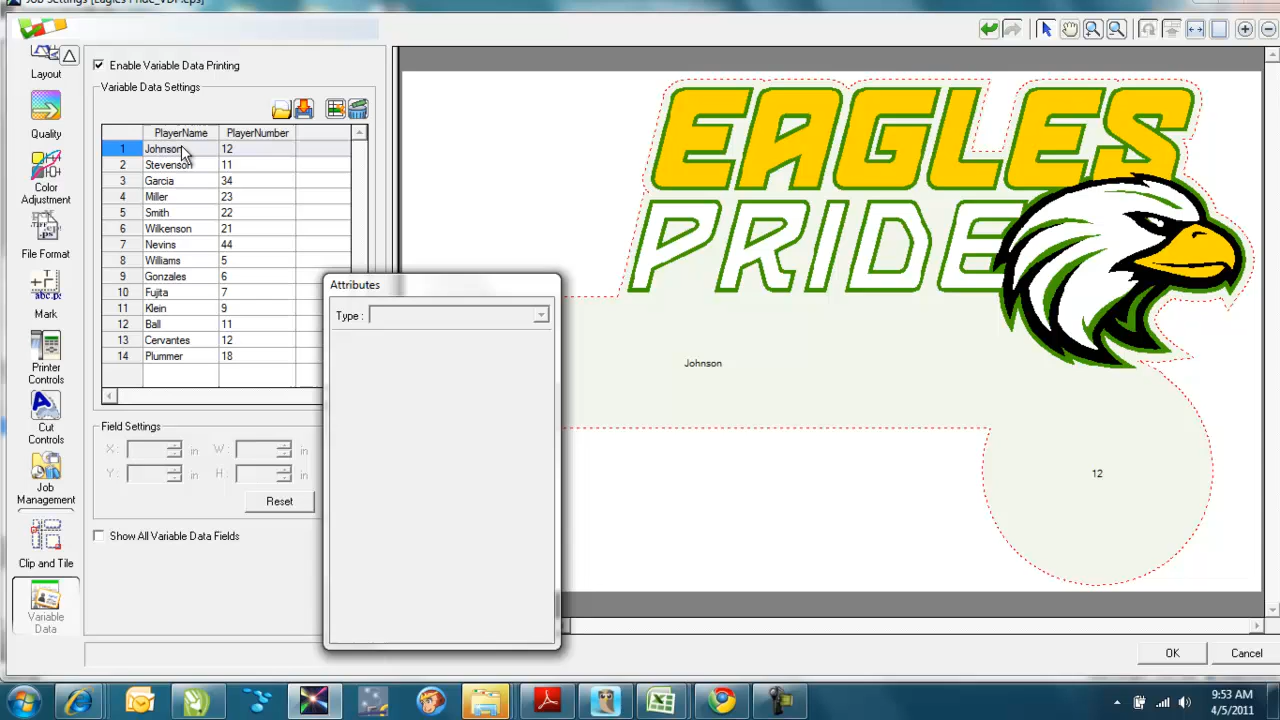 Job Settings [Eagles Pride_VDP.eps]
Layout
Quality
Color
Adjustment
File Format
abc.ps
Mark
Printer
Controls
Cut
Controls
Job
Management
Clip and Tile
Variable
Data
Enable Variable Data Printing
Variable Data Settings
PlayerName PlayerNumber
1 Johnson 12
2 Stevenson 11
3 Garcia 34
4 Miller 23
5 Smith 22
6 Wilkenson 21
7 Nevins 44
8 Williams 5
9 Gonzales 6
10 Fujita 7
11 Klein 9
12 Ball 11
13 Cervantes 12
14 Plummer 18
Field Settings
X: in W: in
Y: in H: in
Reset
Show All Variable Data Fields
Attributes
Type :
EAGLES
PRIDE
Johnson
12
OK Cancel
9:53 AM
4/5/2011